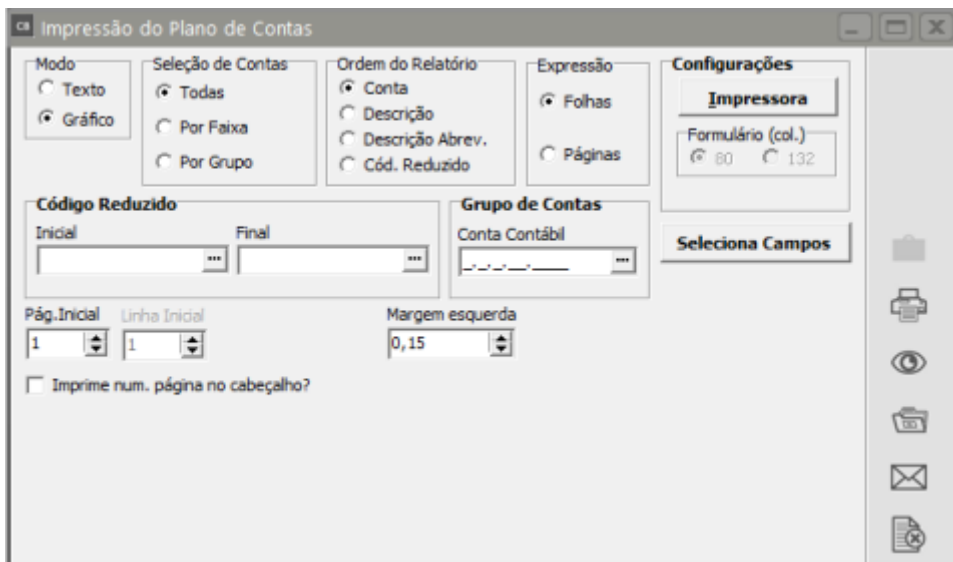 CB Impressão do Plano de Contas
Modo
Texto
Gráfico
Seleção de Contas
Todas
Por Faixa
Por Grupo
Ordem do Relatório
Conta
Descrição
Descrição Abrev.
Cód. Reduzido
Expressão
Folhas
Páginas
Configurações
Impressora
Formulário (col.)
80 132
Código Reduzido
Inicial Final
... ...
Grupo de Contas
Conta Contábil
_._._.__.____ ...
Seleciona Campos
Pág.Inicial Linha Inicial Margem esquerda
1 1 0,15
Imprime num. página no cabeçalho?